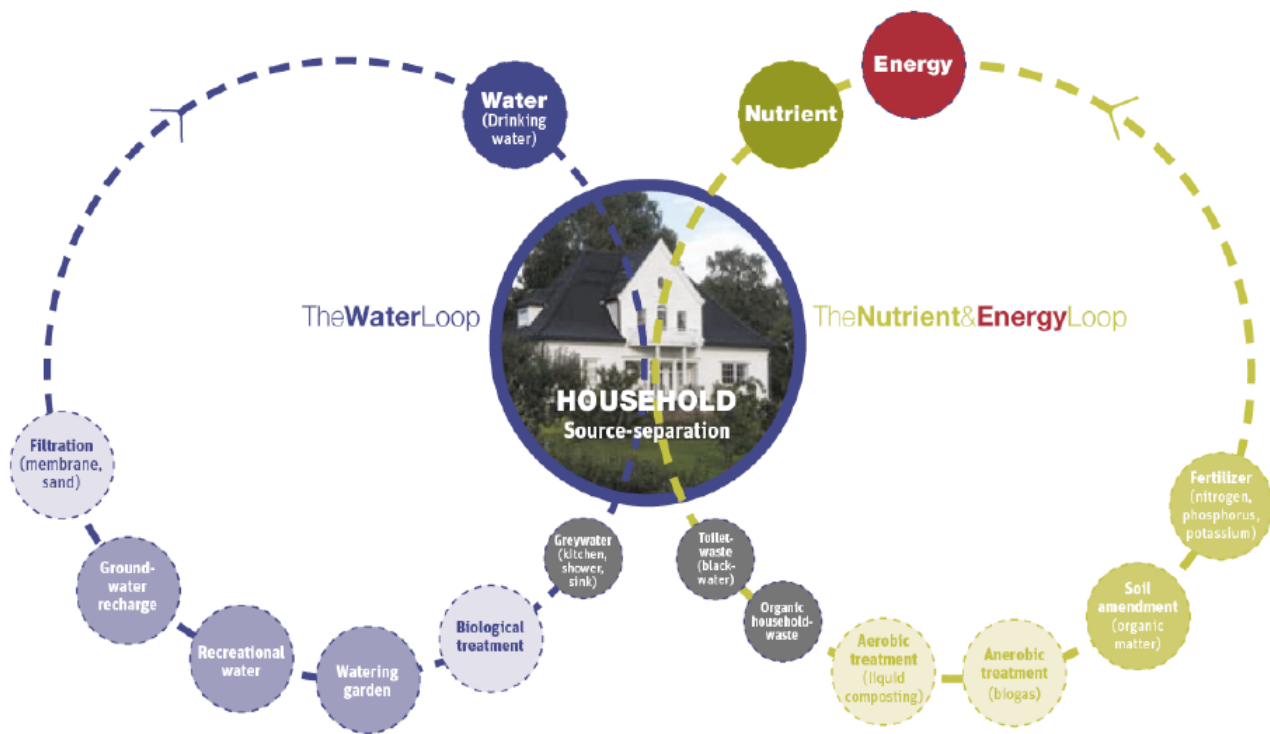 Energy
Water
(Drinking
water)
Nutrient
TheWaterLoop
TheNutrient&EnergyLoop
HOUSEHOLD
Source-separation
Filtration
(membrane,
sand)
Ground-
water
recharge
Recreational
water
Watering
garden
Biological
treatment
Greywater
(kitchen,
shower,
sink)
Toilet-
waste
(black-
water)
Organic
household-
waste
Aerobic
treatment
(liquid
composting)
Anerobic
treatment
(biogas)
Soil
amendment
(organic
matter)
Fertilizer
(nitrogen,
phosphorus,
potassium)